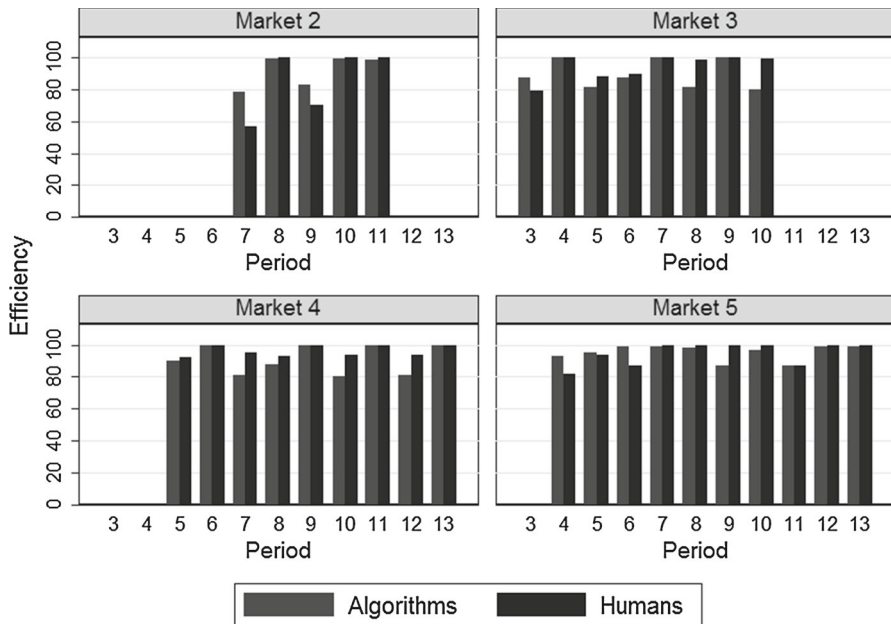 Market 2
Market 3
0 20 40 60 80 100
3 4 5 6 7 8 9 10 11 12 13
3 4 5 6 7 8 9 10 11 12 13
Period
Period
Efficiency
Market 4
Market 5
0 20 40 60 80 100
3 4 5 6 7 8 9 10 11 12 13
3 4 5 6 7 8 9 10 11 12 13
Period
Period
Algorithms
Humans